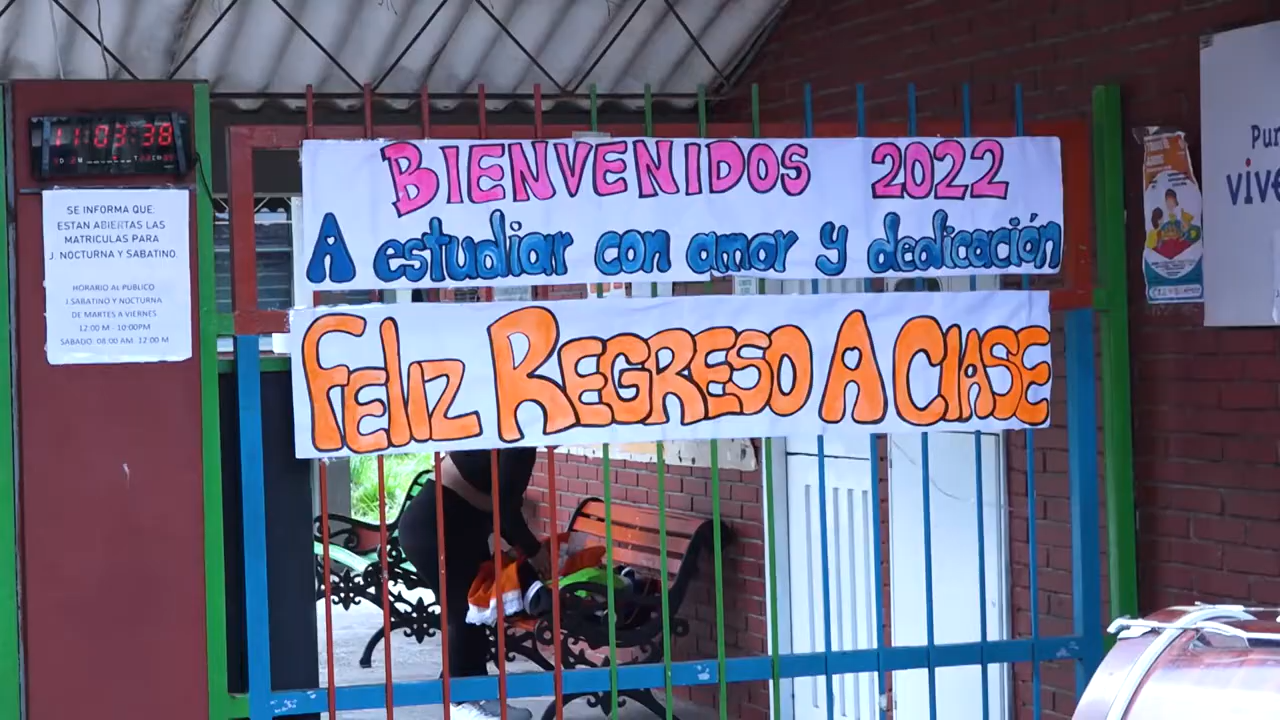 11:03:38
SE INFORMA QUE:
ESTAN ABIERTAS LAS
MATRICULAS PARA
J. NOCTURNA Y SABATINO.
HORARIO AL PUBLICO
J SABATINO Y NOCTURNA
DE MARTES A VIERNES
12:00 M - 10:00PM
SABADO: 08:00 AM. 12:00 M
BIENVENIDOS 2022
A estudiar con amor y dedicación
FELIZ REGRESO A ClASE
vive